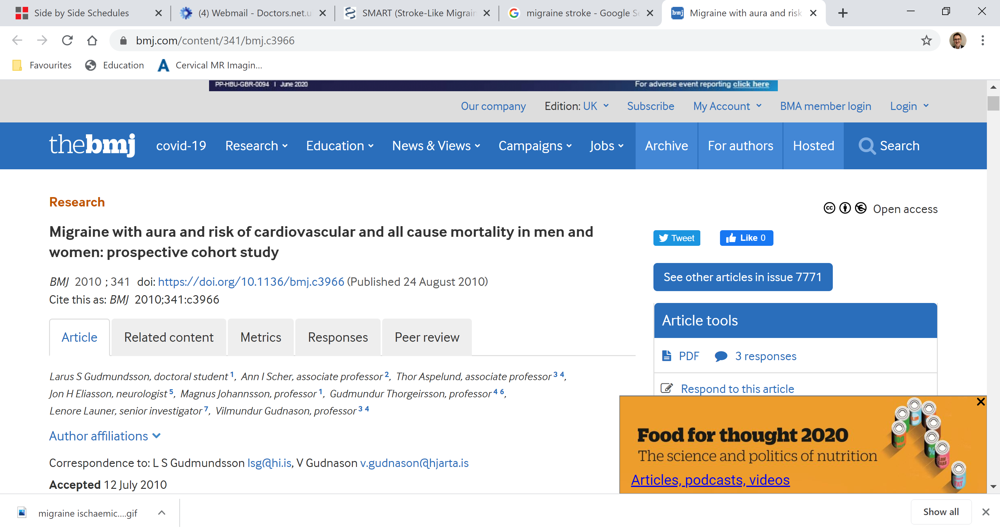 Side by Side Schedules
(4) Webmail - Doctors.net.u
SMART (Stroke-Like Migrain
migraine stroke - Google Se
bmj
Migraine with aura and risk
bmj.com/content/341/bmj.c3966
Favourites
Education
Cervical MR Imagin...
PP-HBU-GBR-0094 | June 2020
For adverse event reporting click here
Our company
Edition: UK
Subscribe
My Account
BMA member login
Login
thebmj
covid-19
Research
Education
News & Views
Campaigns
Jobs
Archive
For authors
Hosted
Search
Research
Open access
Migraine with aura and risk of cardiovascular and all cause mortality in men and
women: prospective cohort study
Tweet
Like 0
BMJ 2010 ; 341 doi: https://doi.org/10.1136/bmj.c3966 (Published 24 August 2010)
Cite this as: BMJ 2010;341:c3966
See other articles in issue 7771
Article
Related content
Metrics
Responses
Peer review
Article tools
PDF
3 responses
Respond to this article
Larus S Gudmundsson, doctoral student 1, Ann I Scher, associate professor 2, Thor Aspelund, associate professor 3 4,
Jon H Eliasson, neurologist 5, Magnus Johannsson, professor 1, Gudmundur Thorgeirsson, professor 4 6,
Lenore Launer, senior investigator 7, Vilmundur Gudnason, professor 3 4
Author affiliations
Correspondence to: L S Gudmundsson lsg@hi.is, V Gudnason v.gudnason@hjarta.is
Accepted 12 July 2010
Food for thought 2020
The science and politics of nutrition
Articles, podcasts, videos
migraine ischaemic....gif
Show all